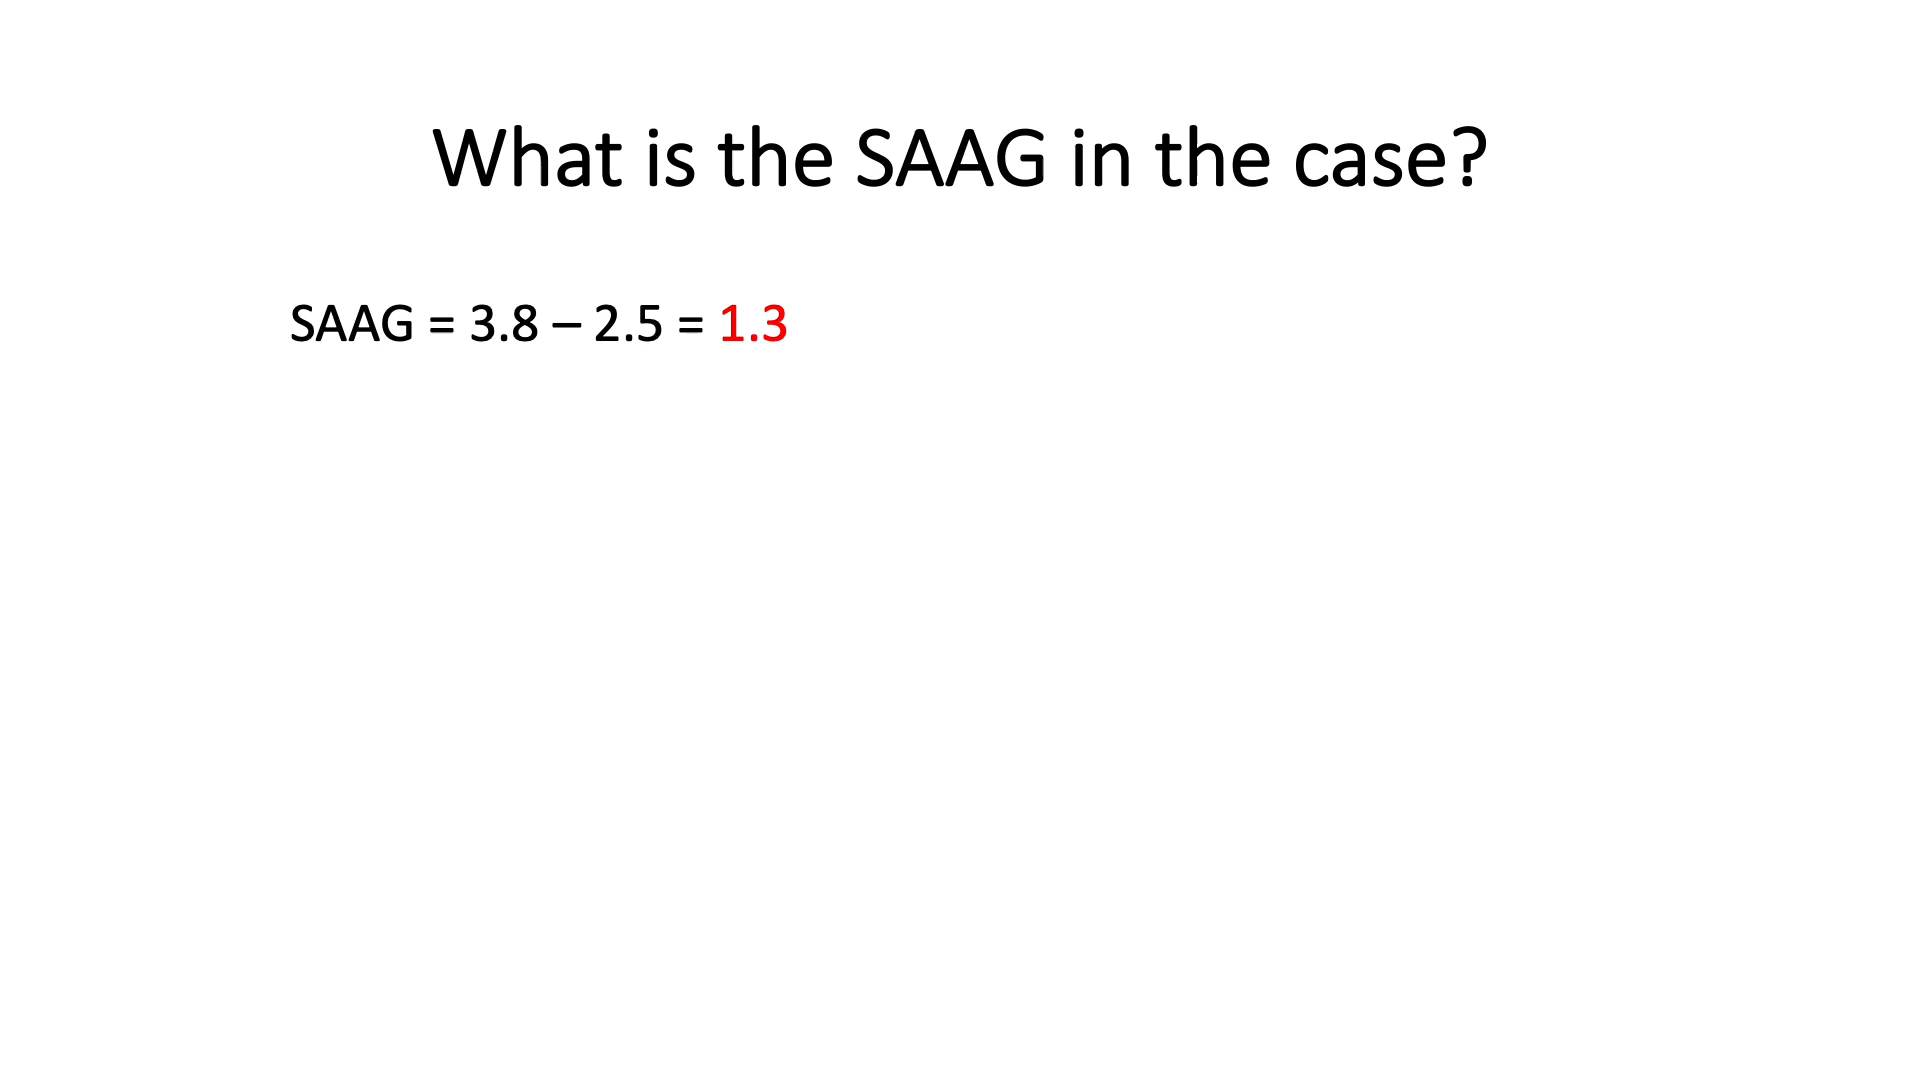 What is the SAAG in the case?
SAAG = 3.8 – 2.5 = 1.3